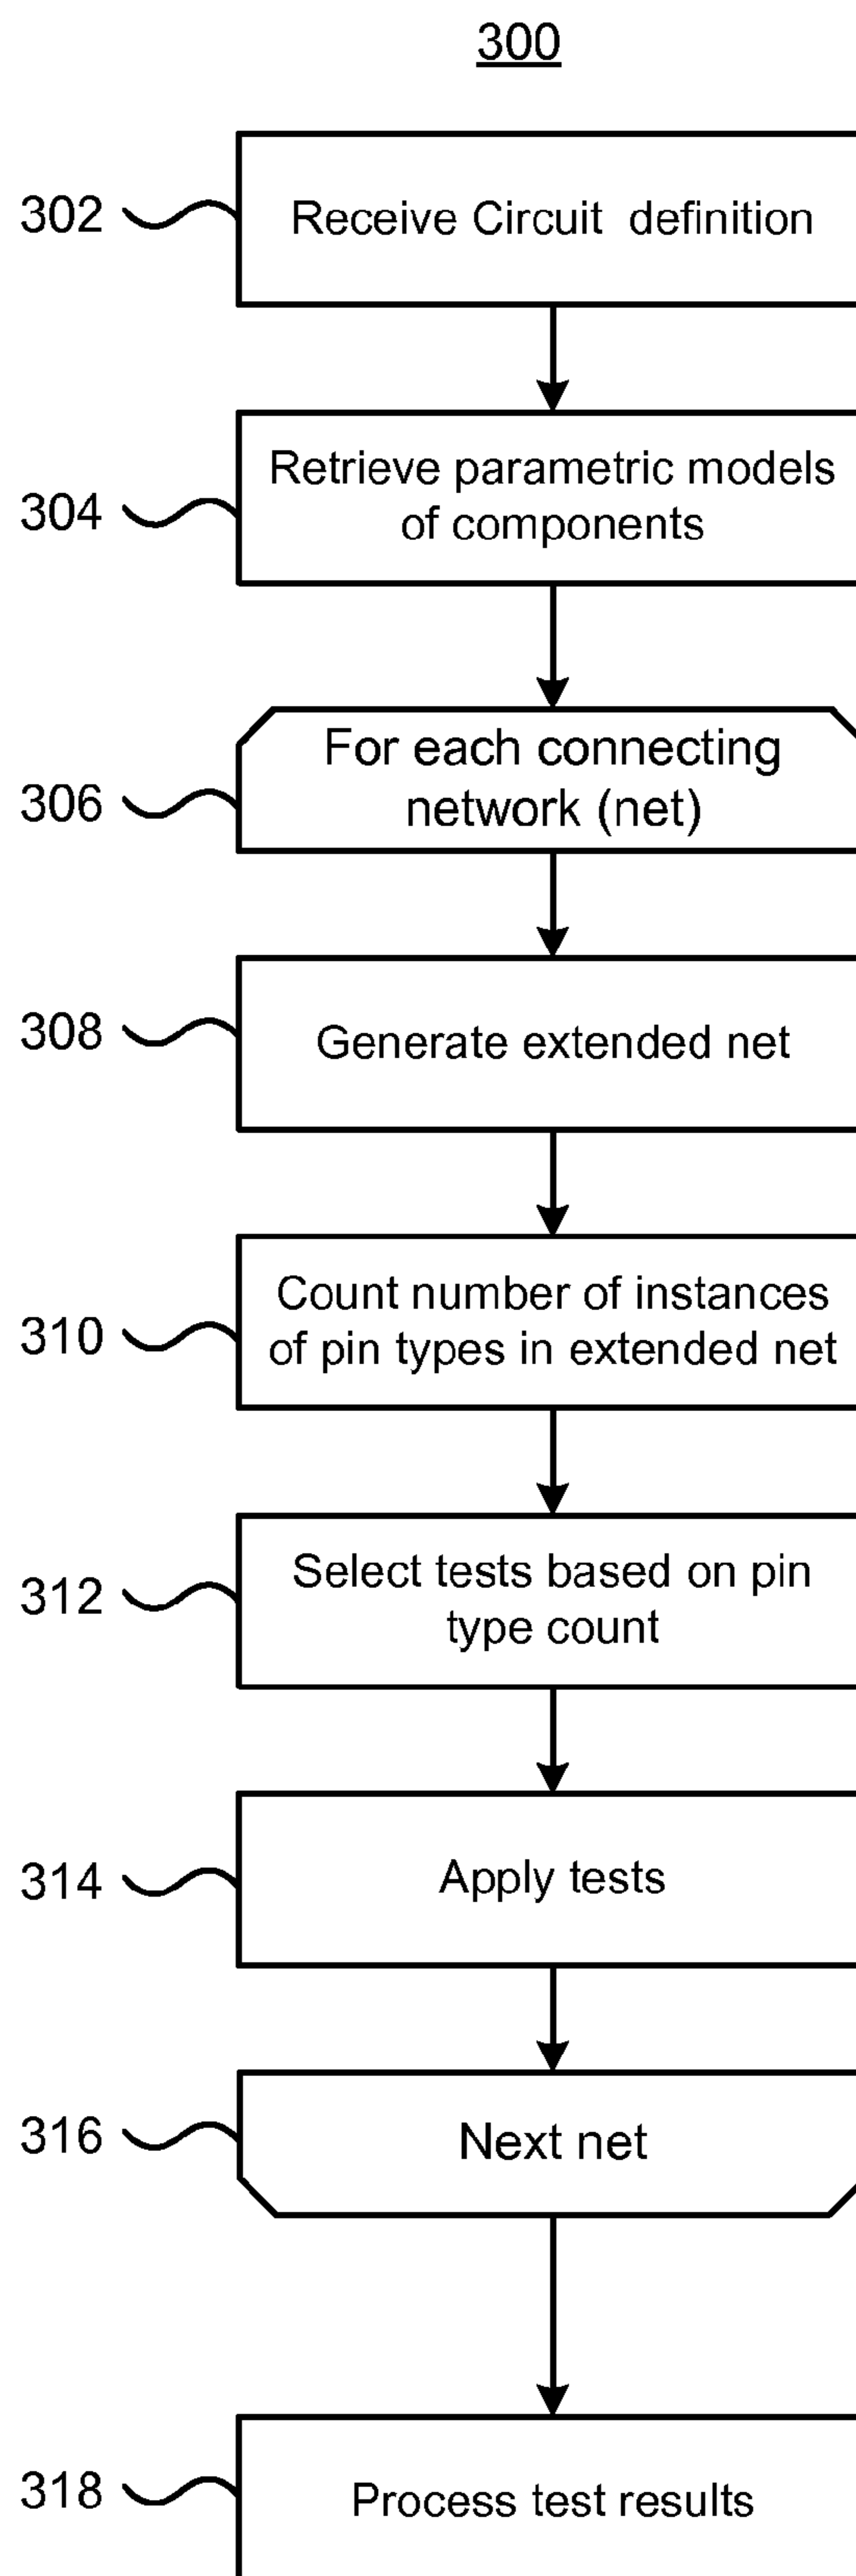 300
302
Receive Circuit definition
304
Retrieve parametric models
of components
306
For each connecting
network (net)
308
Generate extended net
310
Count number of instances
of pin types in extended net
312
Select tests based on pin
type count
314
Apply tests
316
Next net
318
Process test results